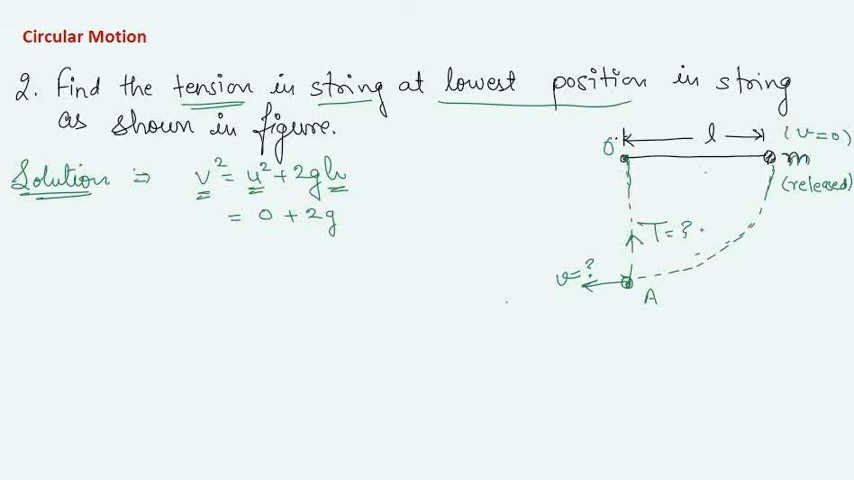 Circular Motion
2. Find the tension in string at lowest position in string
as shown in figure.
Solution ⇒ v² = u² + 2gh
= 0 + 2g
O
l
(v=0)
m
(released)
T=?
v=?
A